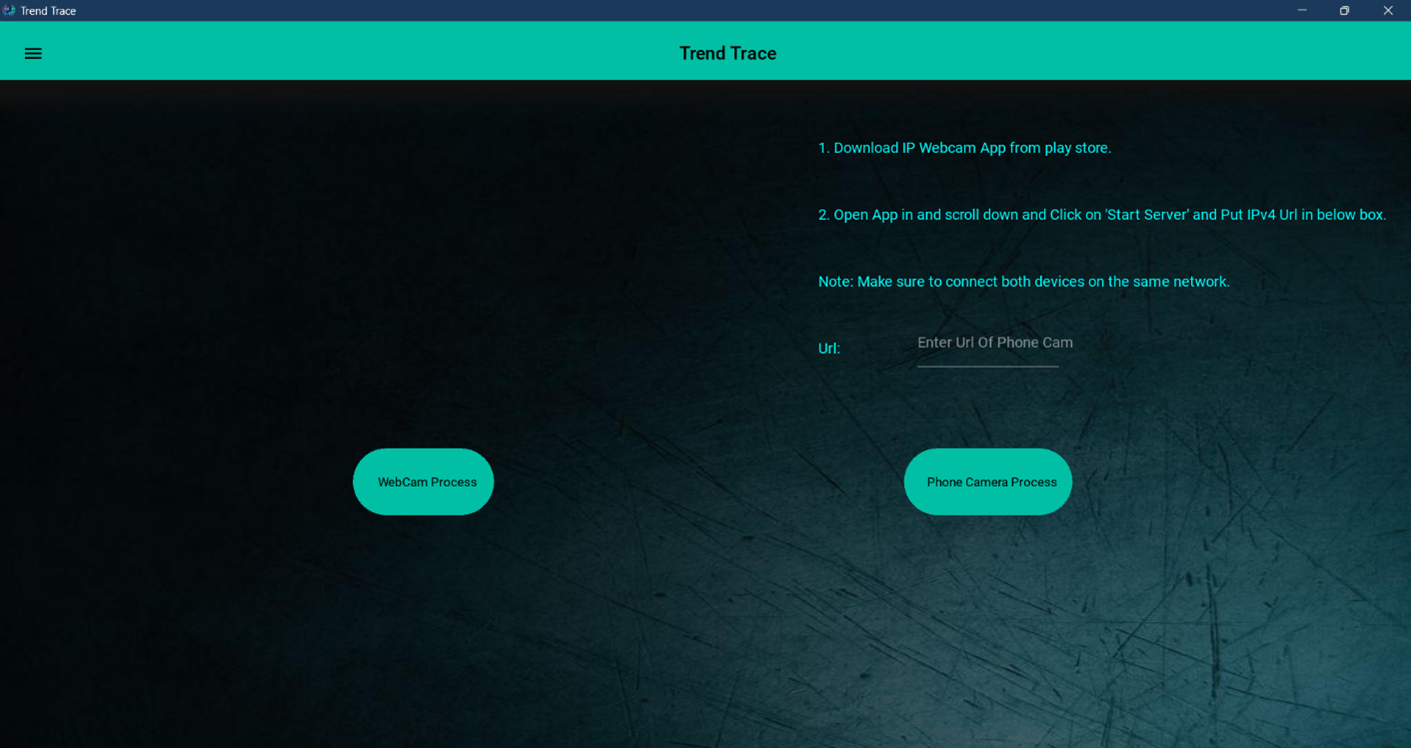 Trend Trace
Trend Trace
1. Download IP Webcam App from play store.
2. Open App in and scroll down and Click on 'Start Server' and Put IPv4 Url in below box.
Note: Make sure to connect both devices on the same network.
Url: Enter Url Of Phone Cam
WebCam Process Phone Camera Process